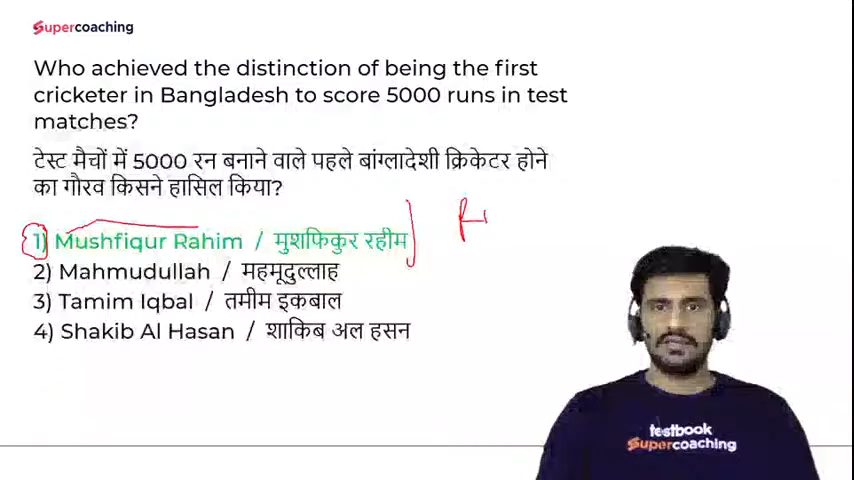 Supercoaching
Who achieved the distinction of being the first
cricketer in Bangladesh to score 5000 runs in test
matches?
टेस्ट मैचों में 5000 रन बनाने वाले पहले बांग्लादेशी क्रिकेटर होने
का गौरव किसने हासिल किया?
1) Mushfiqur Rahim / मुशफिकुर रहीम
2) Mahmudullah / महमूदुल्लाह
3) Tamim Iqbal / तमीम इकबाल
4) Shakib Al Hasan / शाकिब अल हसन
testbook
Supercoaching